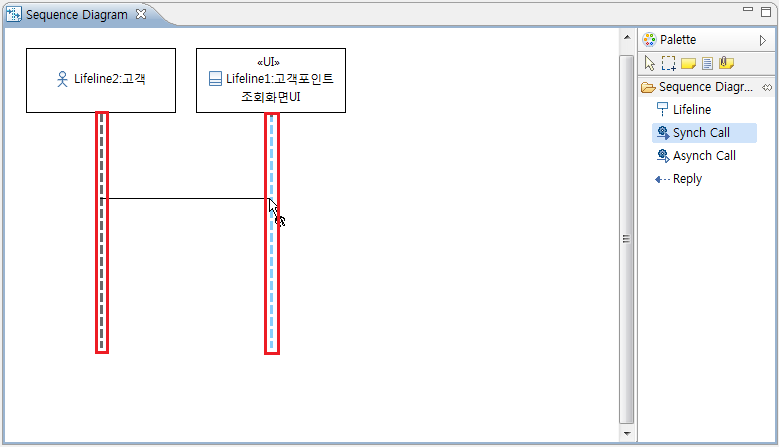 Sequence Diagram
Lifeline2:고객
«UI»
Lifeline1:고객포인트
조회화면UI
Palette
Sequence Diagr...
Lifeline
Synch Call
Asynch Call
Reply